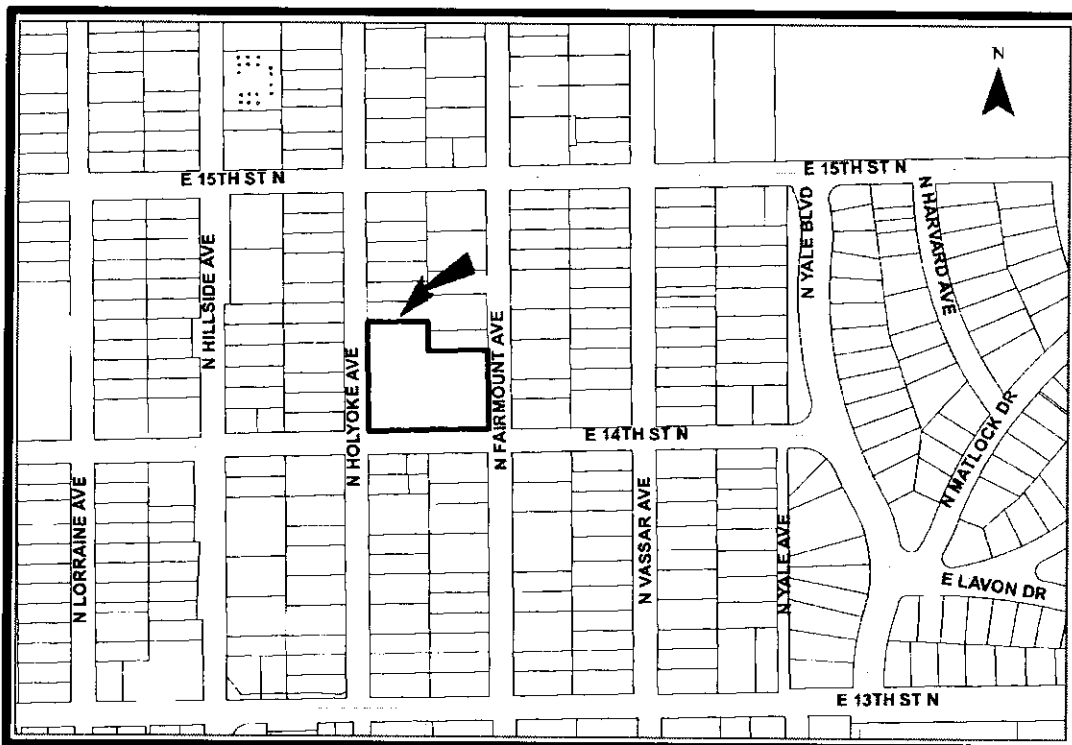 N
E 15TH ST N
E 15TH ST N
N HILLSIDE AVE
N HOLYOKE AVE
N FAIRMOUNT AVE
N YALE BLVD
N HARVARD AVE
E 14TH ST N
N MATLOCK DR
N LORRAINE AVE
N VASSAR AVE
N YALE AVE
E LAVON DR
E 13TH ST N